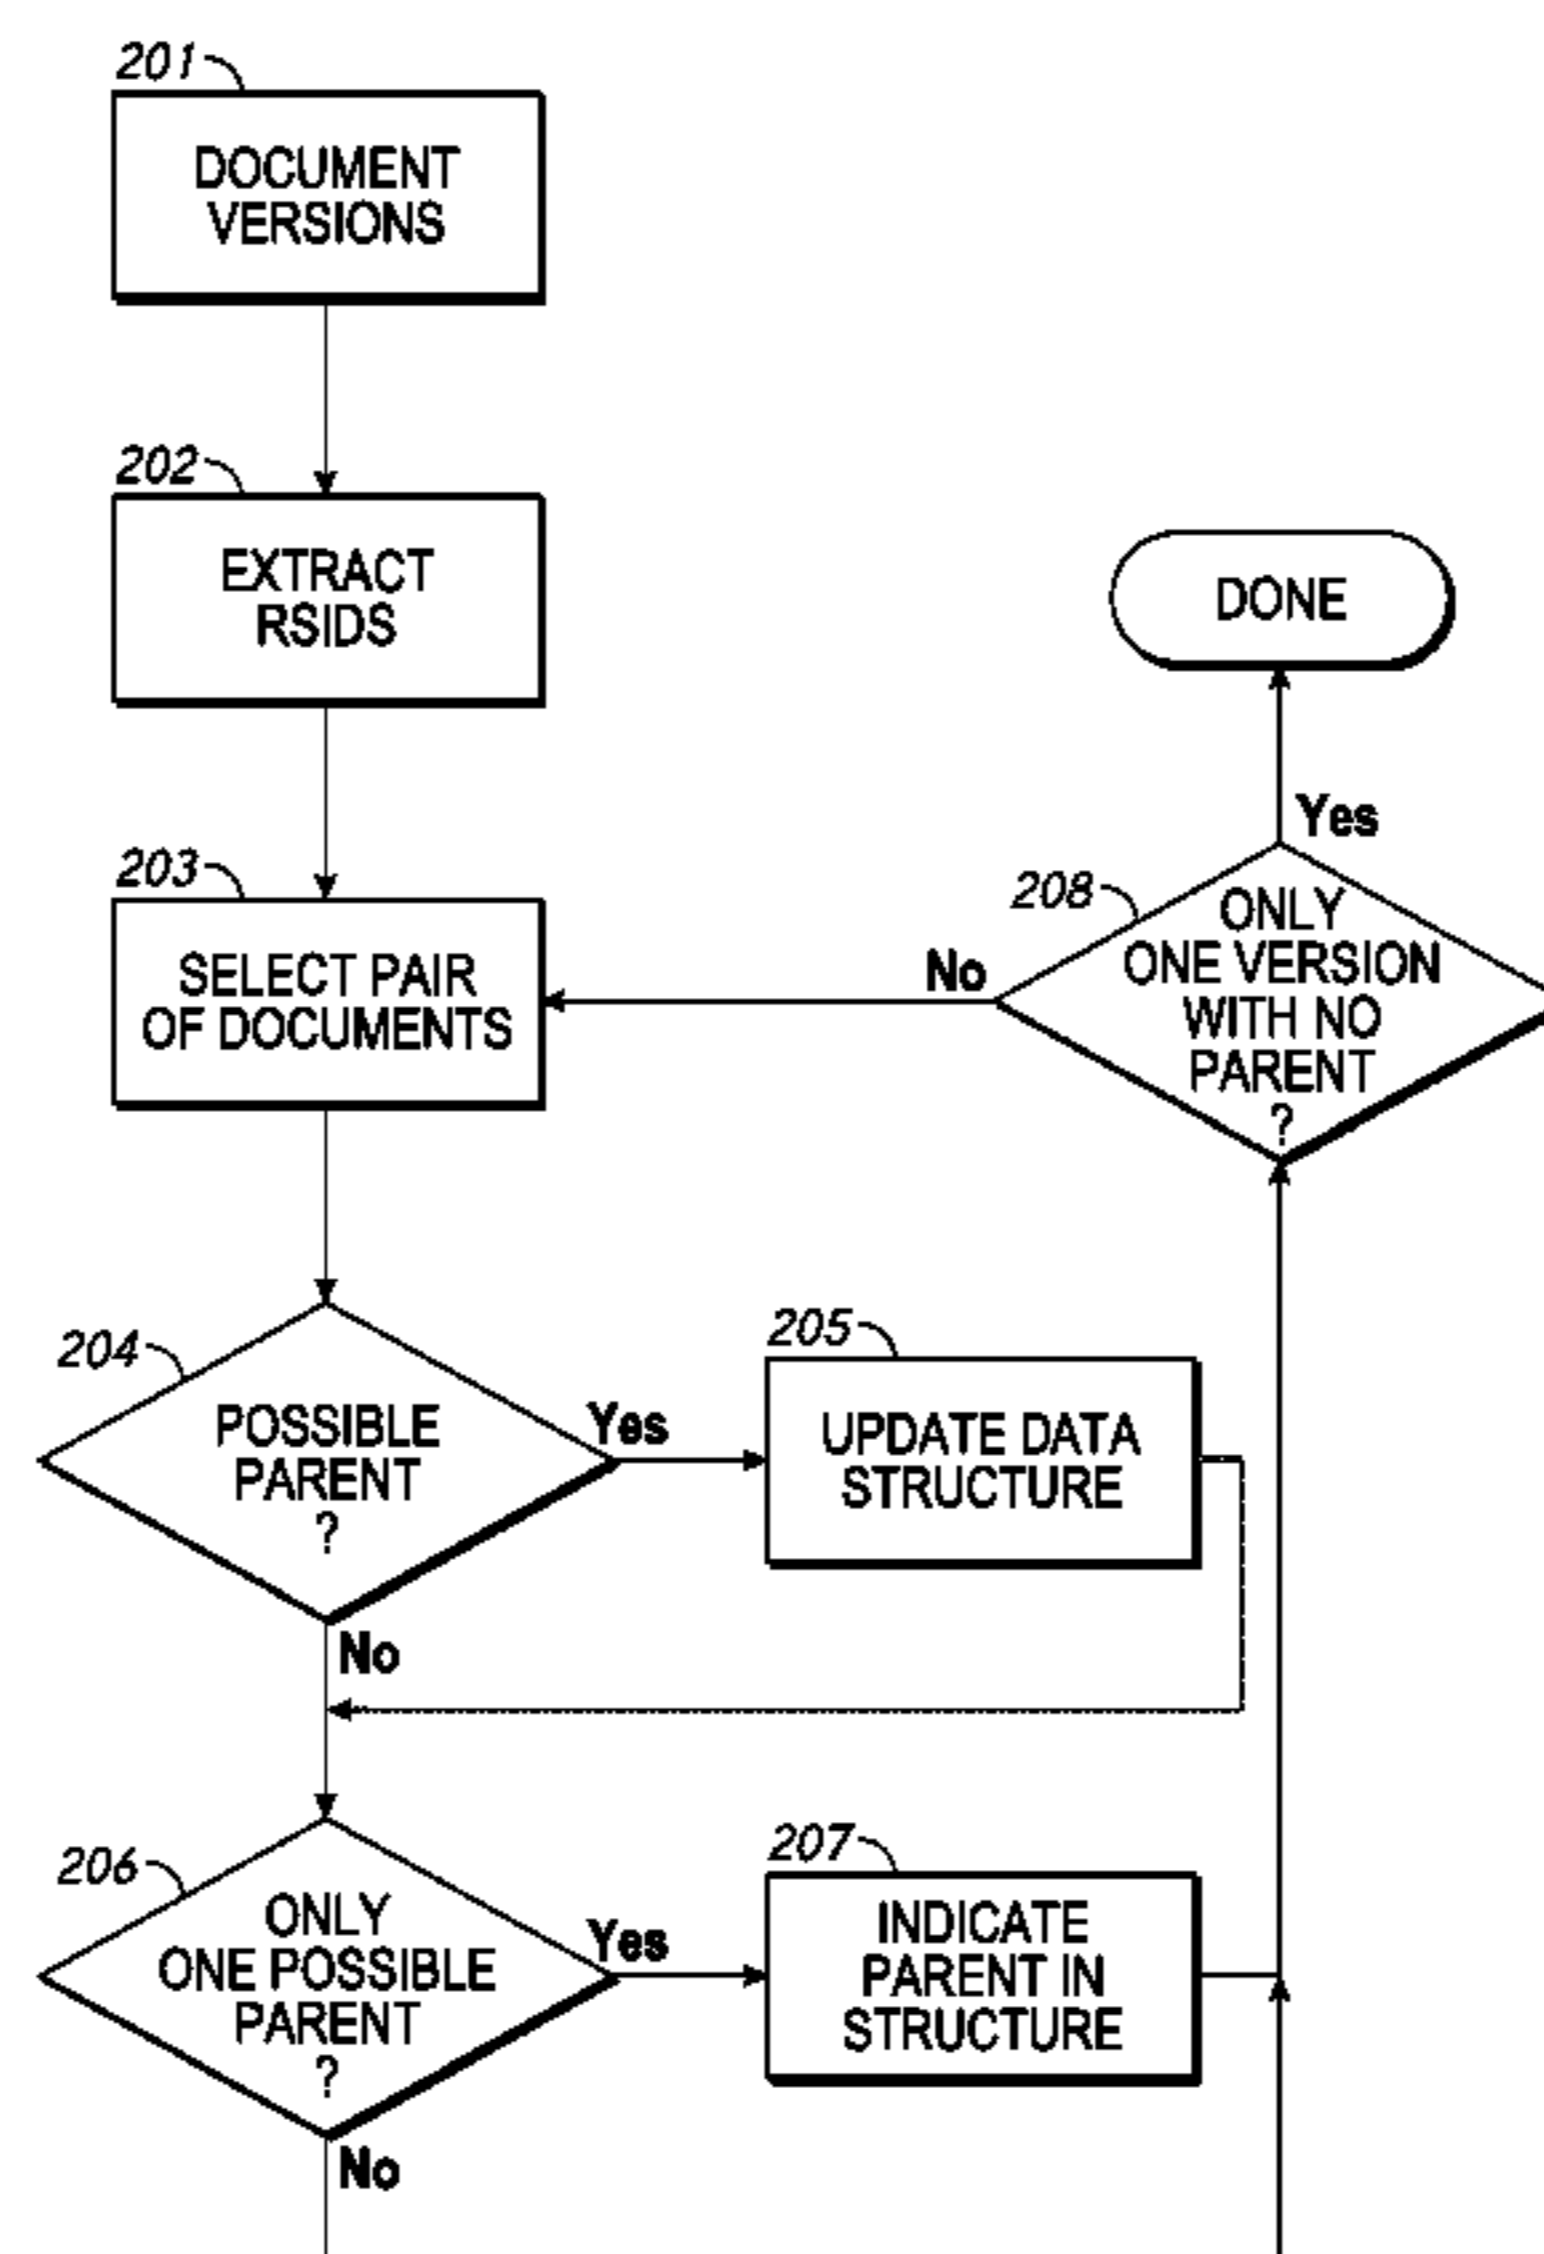 201
DOCUMENT
VERSIONS
202
EXTRACT
RSIDS
DONE
Yes
203
SELECT PAIR
OF DOCUMENTS
No
208
ONLY
ONE VERSION
WITH NO
PARENT
?
204
POSSIBLE
PARENT
?
Yes
205
UPDATE DATA
STRUCTURE
No
206
ONLY
ONE POSSIBLE
PARENT
?
Yes
207
INDICATE
PARENT IN
STRUCTURE
No